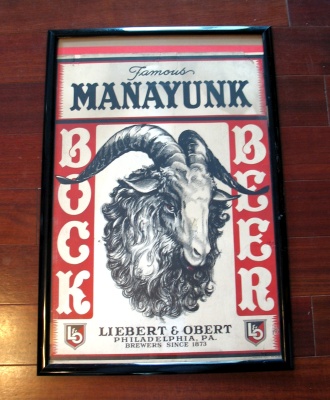 Famous
MANAYUNK
BOCK
BEER
LIEBERT & OBERT
PHILADELPHIA, PA.
BREWERS SINCE 1873
L&O
L&O